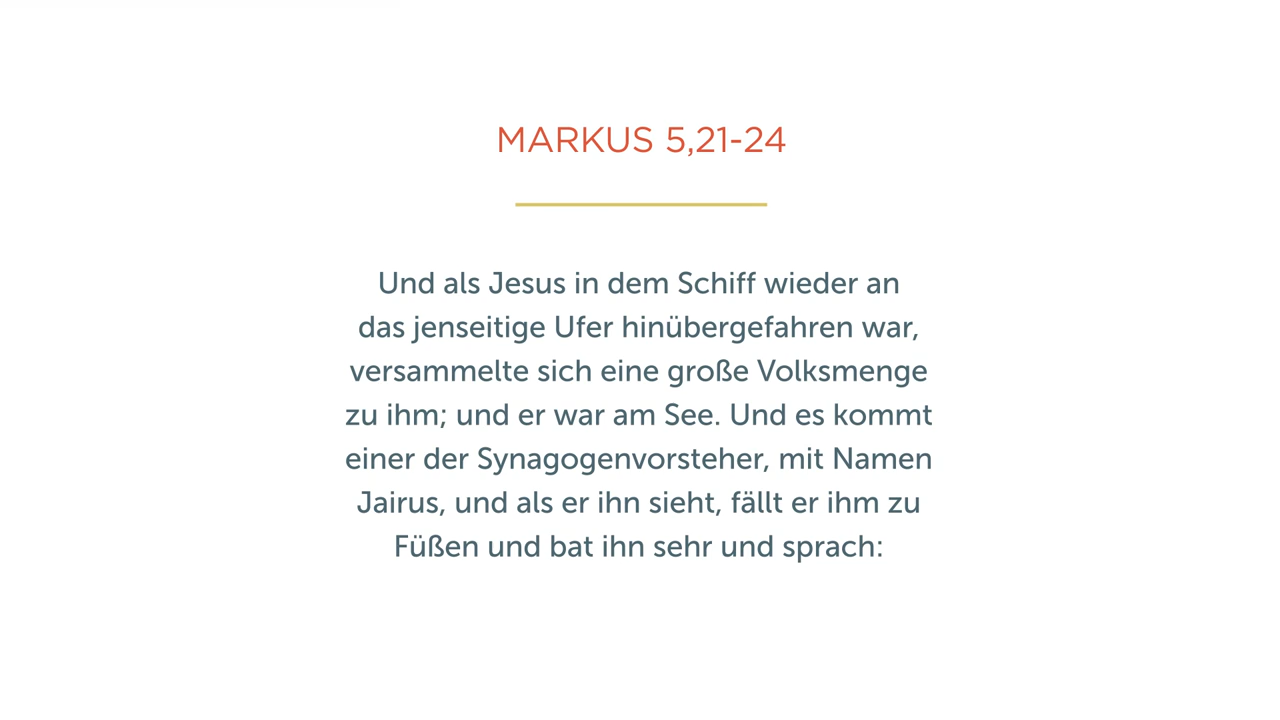 MARKUS 5,21-24
Und als Jesus in dem Schiff wieder an
das jenseitige Ufer hinübergefahren war,
versammelte sich eine große Volksmenge
zu ihm; und er war am See. Und es kommt
einer der Synagogenvorsteher, mit Namen
Jairus, und als er ihn sieht, fällt er ihm zu
Füßen und bat ihn sehr und sprach: